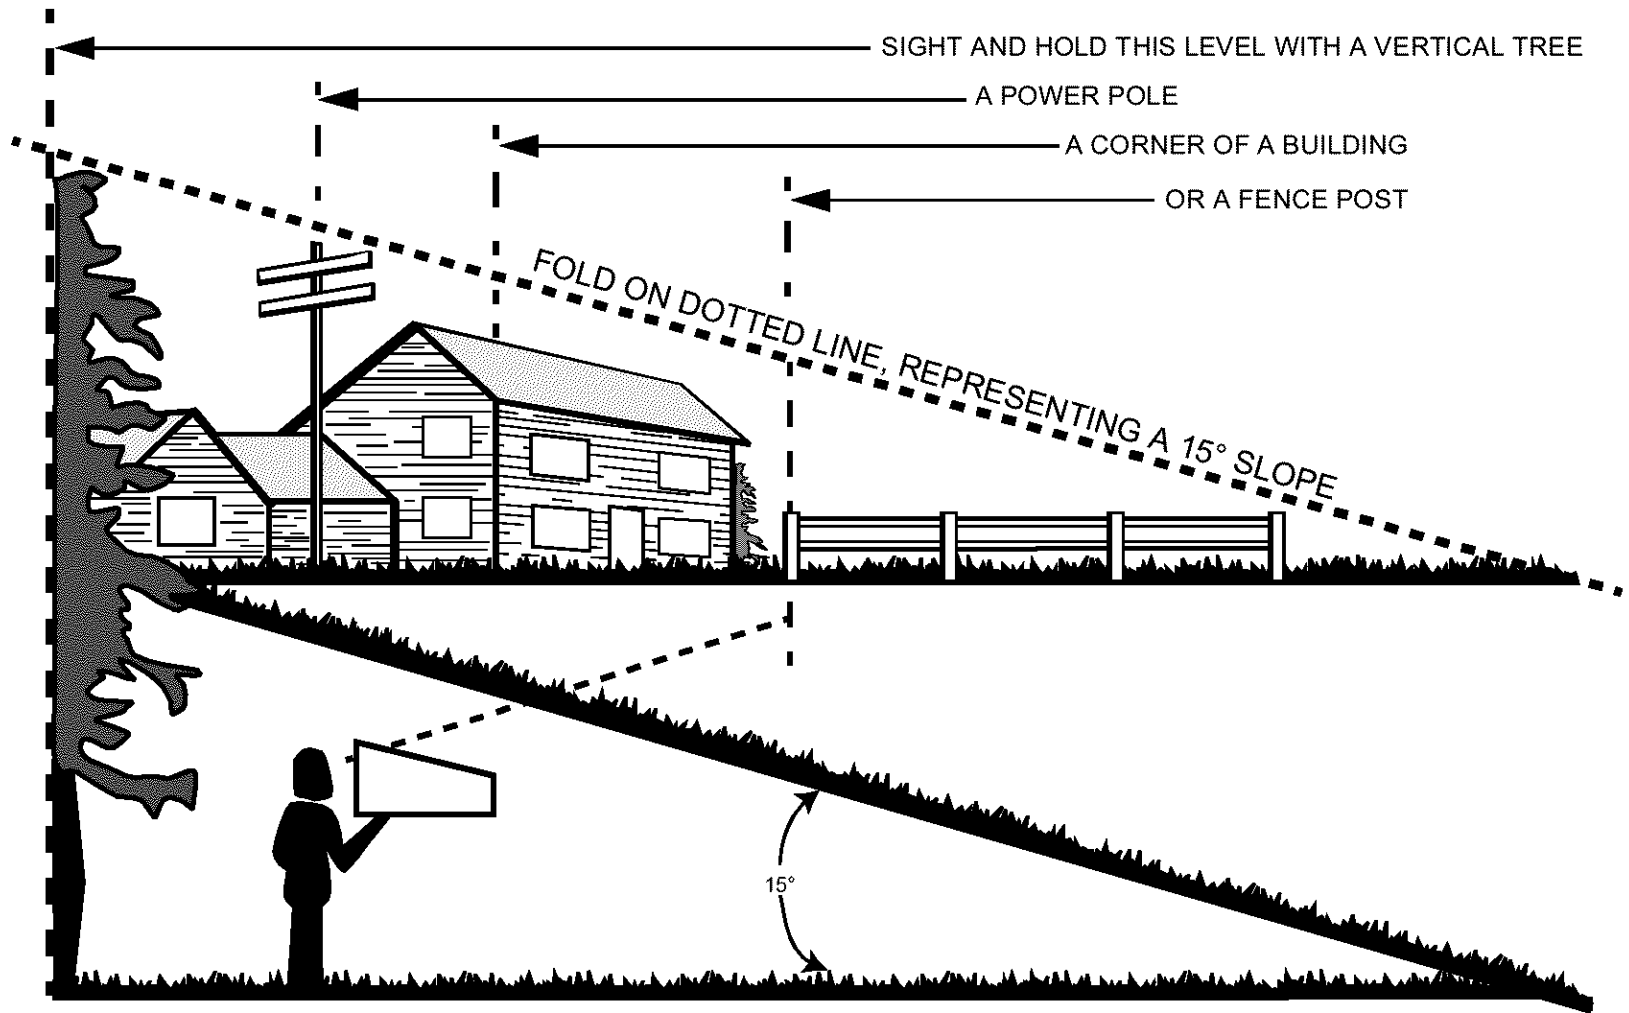 SIGHT AND HOLD THIS LEVEL WITH A VERTICAL TREE
A POWER POLE
A CORNER OF A BUILDING
OR A FENCE POST
FOLD ON DOTTED LINE, REPRESENTING A 15° SLOPE
15°